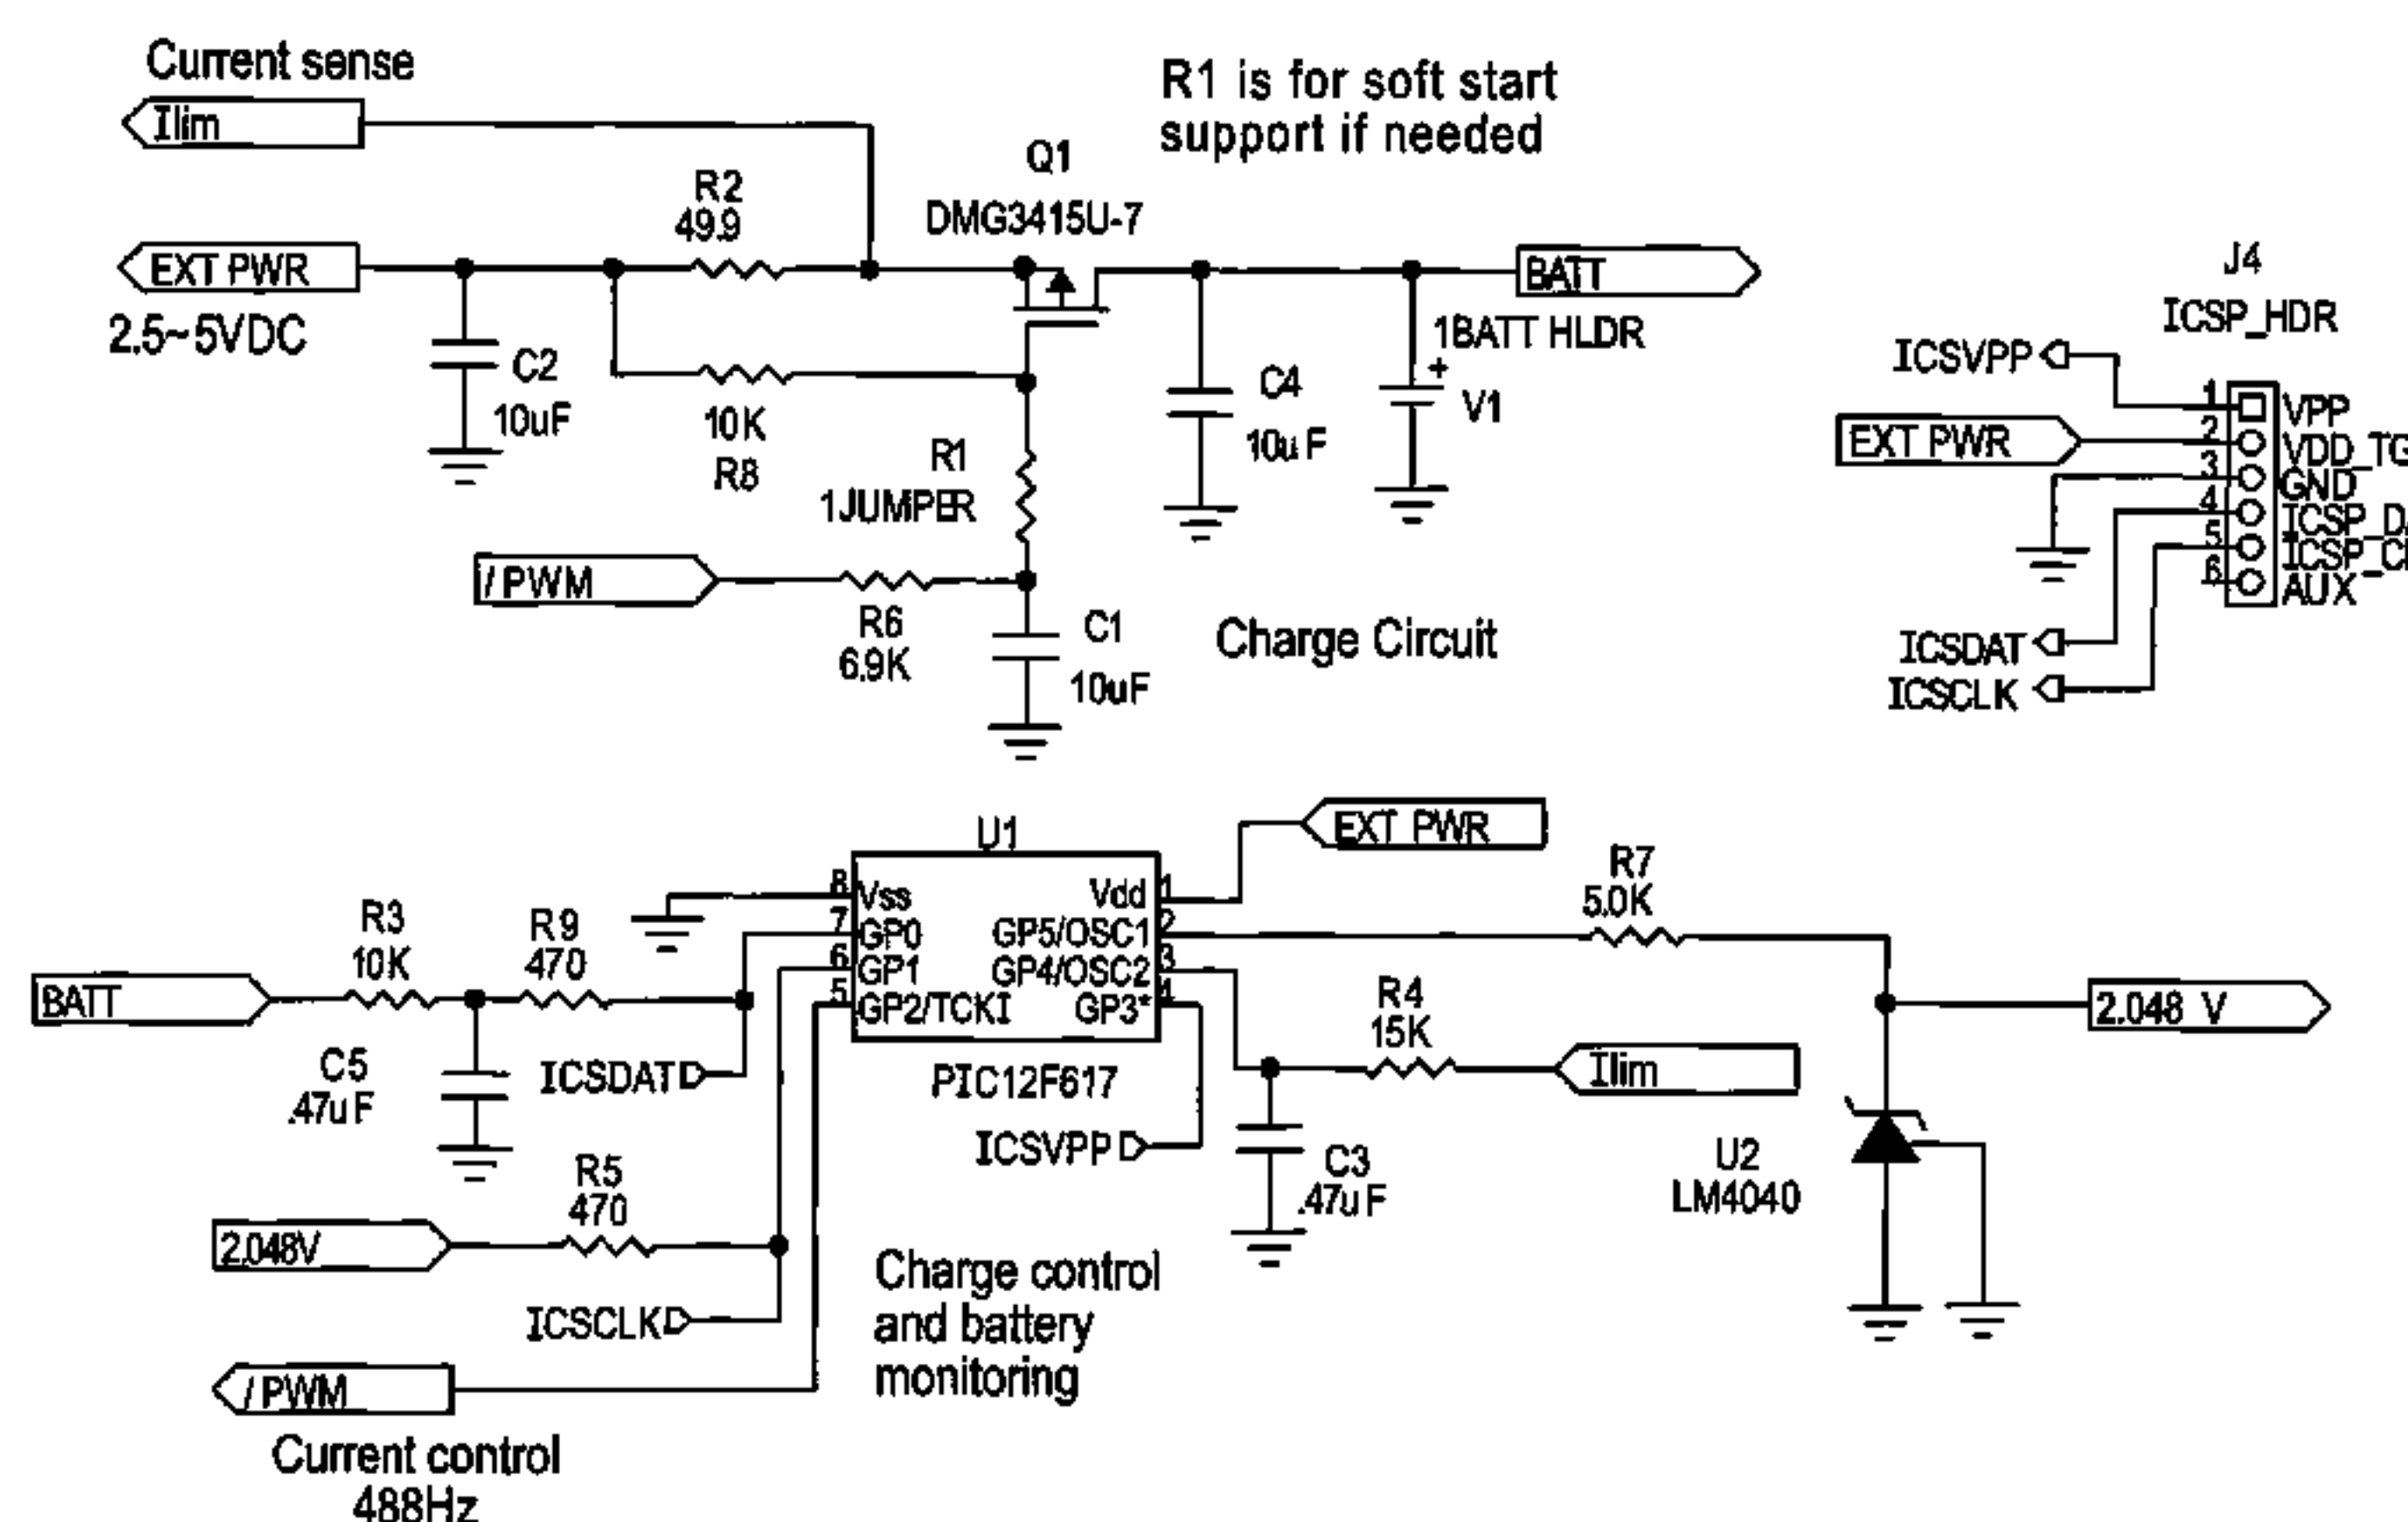 Current sense
Ilim
R1 is for soft start
support if needed
Q1
DMG3415U-7
R2
49.9
EXT PWR
2.5~5VDC
BATT
1BATT HLDR
+
V1
C2
10uF
10K
R8
R1
1JUMPER
C4
10uF
/PWM
R6
6.9K
C1
10uF
Charge Circuit
J4
ICSP_HDR
ICSVPP
EXT PWR
1 VPP
2 VDD_TG
3 GND
4 ICSP_D
5 ICSP_C
6 AUX
ICSDAT
ICSCLK
U1
EXT PWR
8 Vss
7 GP0
6 GP1
5 GP2/TCKI
Vdd 1
GP5/OSC1 2
GP4/OSC2 3
GP3* 4
PIC12F617
R3
10K
R9
470
BATT
C5
.47uF
ICSDAT
R5
470
2.048V
ICSCLK
/PWM
Current control
488Hz
ICSVPP
Charge control
and battery
monitoring
R7
5.0K
R4
15K
Ilim
C3
.47uF
2.048 V
U2
LM4040